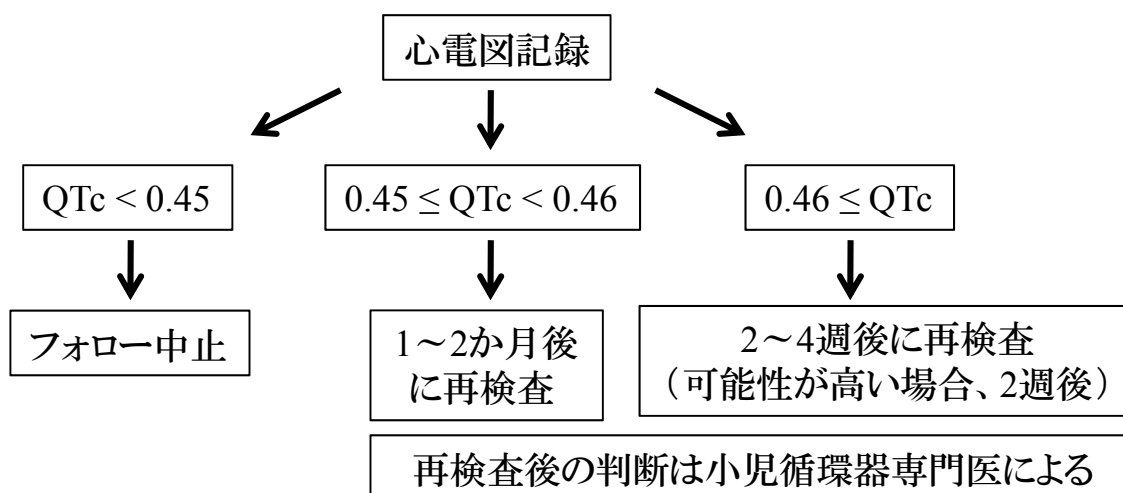 心電図記録
QTc < 0.45
0.45 ≤ QTc < 0.46
0.46 ≤ QTc
フォロー中止
1～2か月後
に再検査
2～4週後に再検査
（可能性が高い場合、2週後）
再検査後の判断は小児循環器専門医による